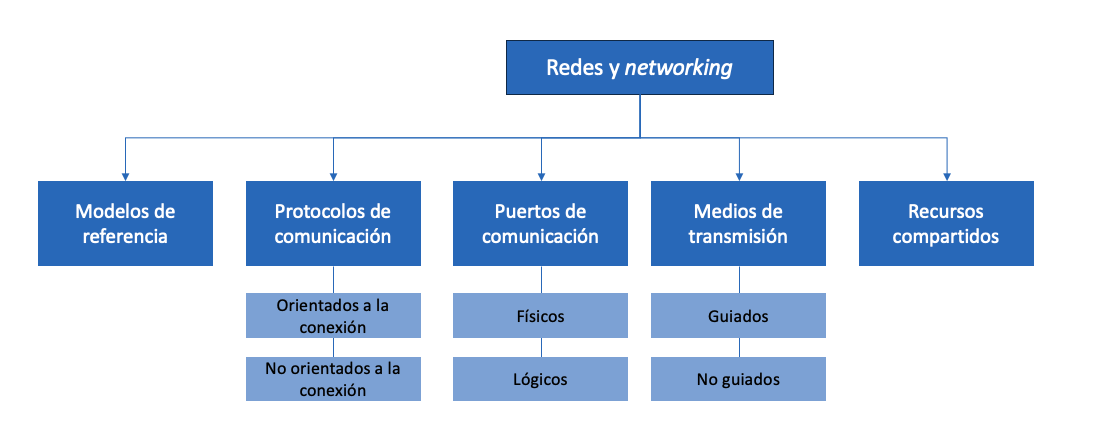 Redes y networking
Modelos de
referencia
Protocolos de
comunicación
Puertos de
comunicación
Medios de
transmisión
Recursos
compartidos
Orientados a la
conexión
Físicos
Guiados
No orientados a la
conexión
Lógicos
No guiados